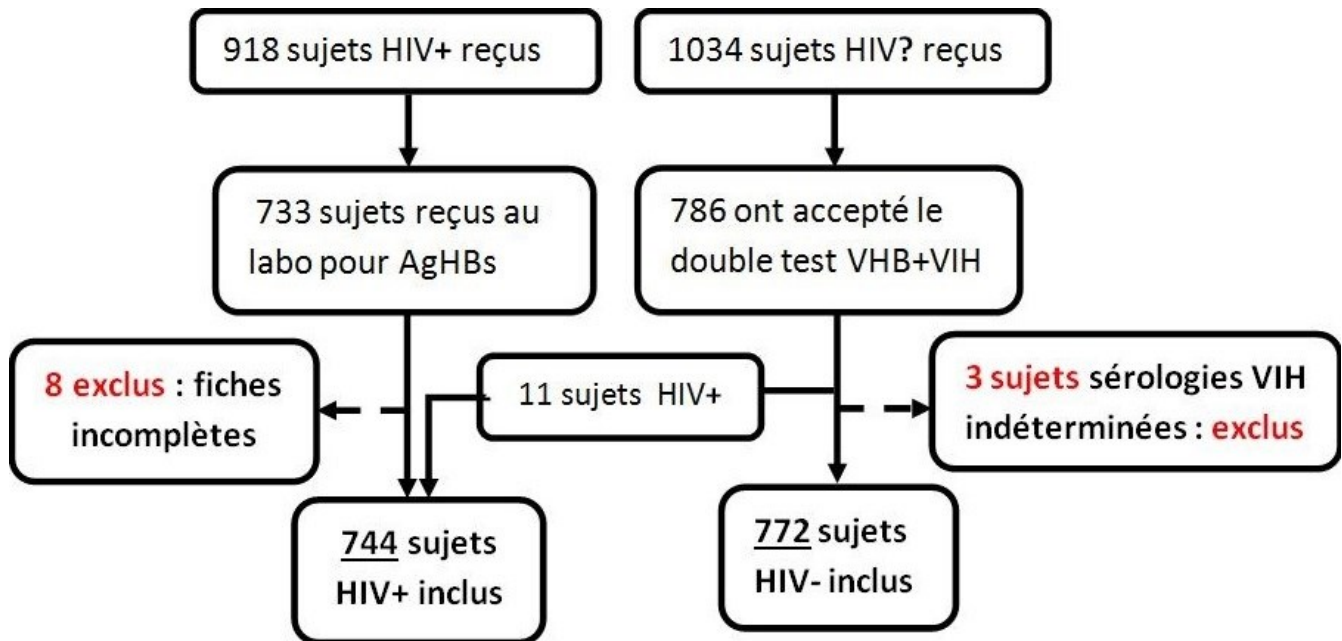 918 sujets HIV+ reçus
1034 sujets HIV? reçus
733 sujets reçus au
labo pour AgHBs
786 ont accepté le
double test VHB+VIH
8 exclus : fiches
incomplètes
11 sujets HIV+
3 sujets sérologies VIH
indéterminées : exclus
744 sujets
HIV+ inclus
772 sujets
HIV- inclus